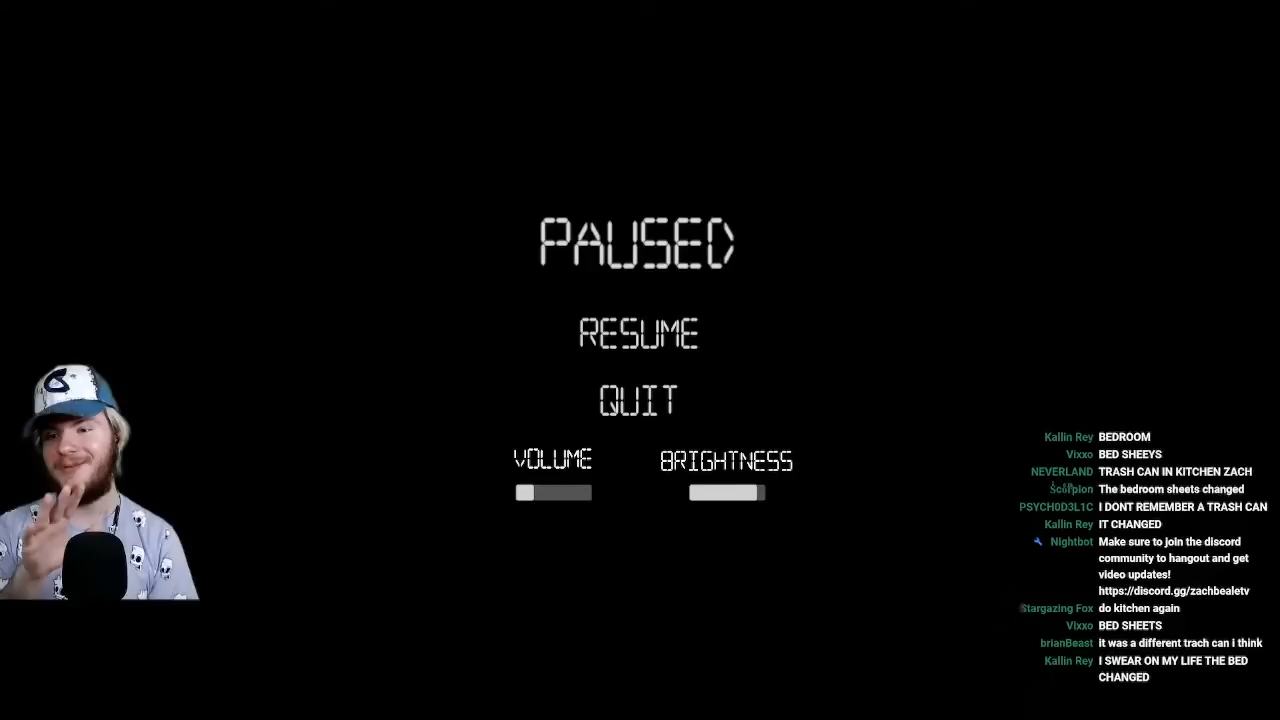 PAUSED
RESUME
QUIT
VOLUME
BRIGHTNESS
Kallin Rey BEDROOM
Vixxo BED SHEEYS
NEVERLAND TRASH CAN IN KITCHEN ZACH
The bedroom sheets changed
PSYCH0D3L1C I DONT REMEMBER A TRASH CAN
Kallin Rey IT CHANGED
Nightbot Make sure to join the discord
community to hangout and get
video updates!
https://discord.gg/zachbealetv
Stargazing Fox do kitchen again
Vixxo BED SHEETS
brianBeast it was a different trach can i think
Kallin Rey I SWEAR ON MY LIFE THE BED
CHANGED